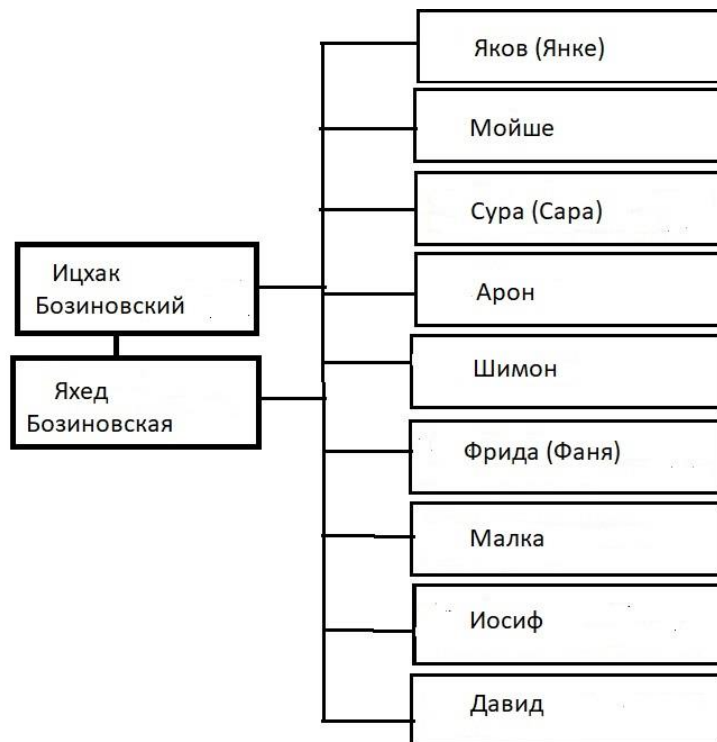 Ицхак
Бозиновский
Яхед
Бозиновская
Яков (Янке)
Мойше
Сура (Сара)
Арон
Шимон
Фрида (Фаня)
Малка
Иосиф
Давид